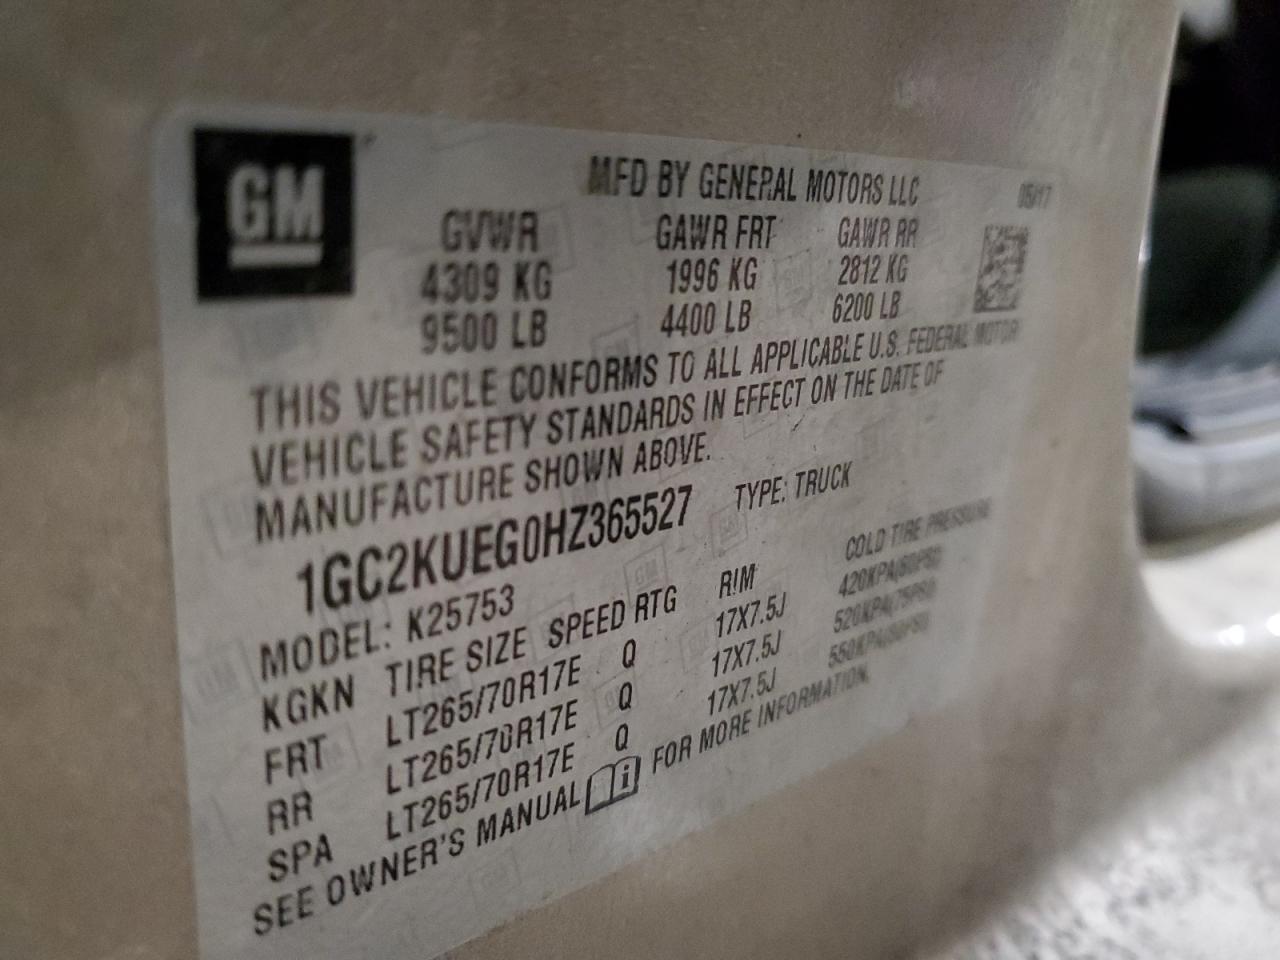 GM
MFD BY GENERAL MOTORS LLC 05/17
GVWR GAWR FRT GAWR RR
4309 KG 1996 KG 2812 KG
9500 LB 4400 LB 6200 LB
THIS VEHICLE CONFORMS TO ALL APPLICABLE U.S. FEDERAL MOTOR
VEHICLE SAFETY STANDARDS IN EFFECT ON THE DATE OF
MANUFACTURE SHOWN ABOVE.
1GC2KUEG0HZ365527 TYPE: TRUCK
MODEL: K25753
KGKN TIRE SIZE SPEED RTG RIM COLD TIRE PRESSURE
FRT LT265/70R17E Q 17X7.5J 420KPA(60PSI)
RR LT265/70R17E Q 17X7.5J 520KPA(75PSI)
SPA LT265/70R17E Q 17X7.5J 550KPA(80PSI)
SEE OWNER'S MANUAL i FOR MORE INFORMATION.